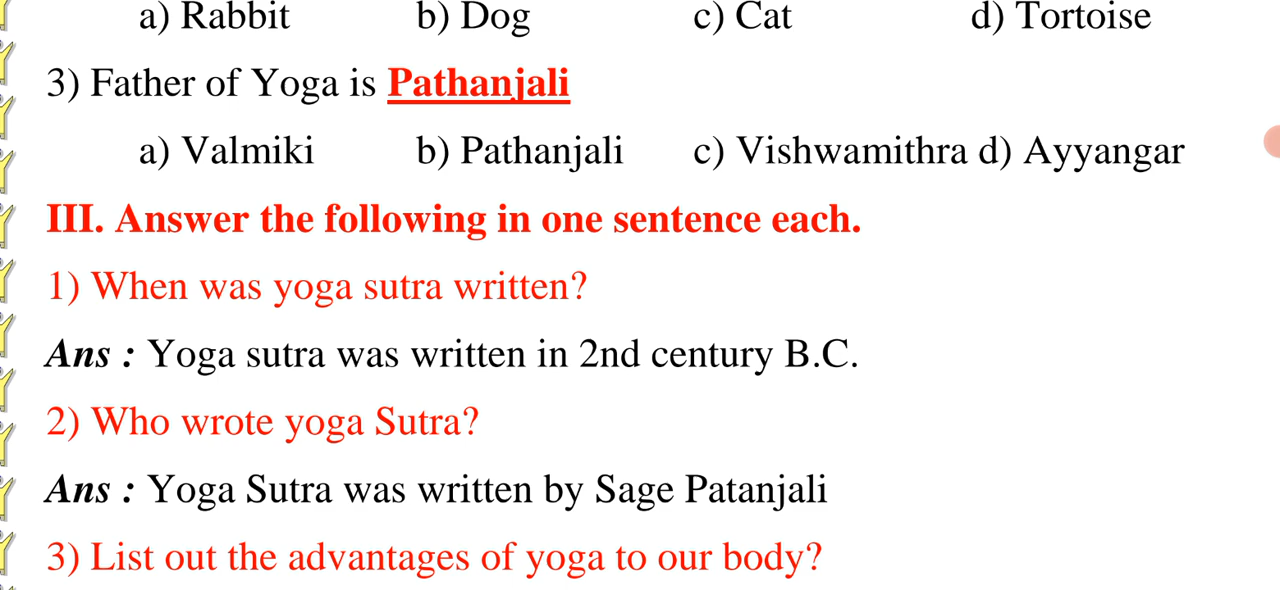 a) Rabbit b) Dog c) Cat d) Tortoise
3) Father of Yoga is Pathanjali
a) Valmiki b) Pathanjali c) Vishwamithra d) Ayyangar
III. Answer the following in one sentence each.
1) When was yoga sutra written?
Ans : Yoga sutra was written in 2nd century B.C.
2) Who wrote yoga Sutra?
Ans : Yoga Sutra was written by Sage Patanjali
3) List out the advantages of yoga to our body?